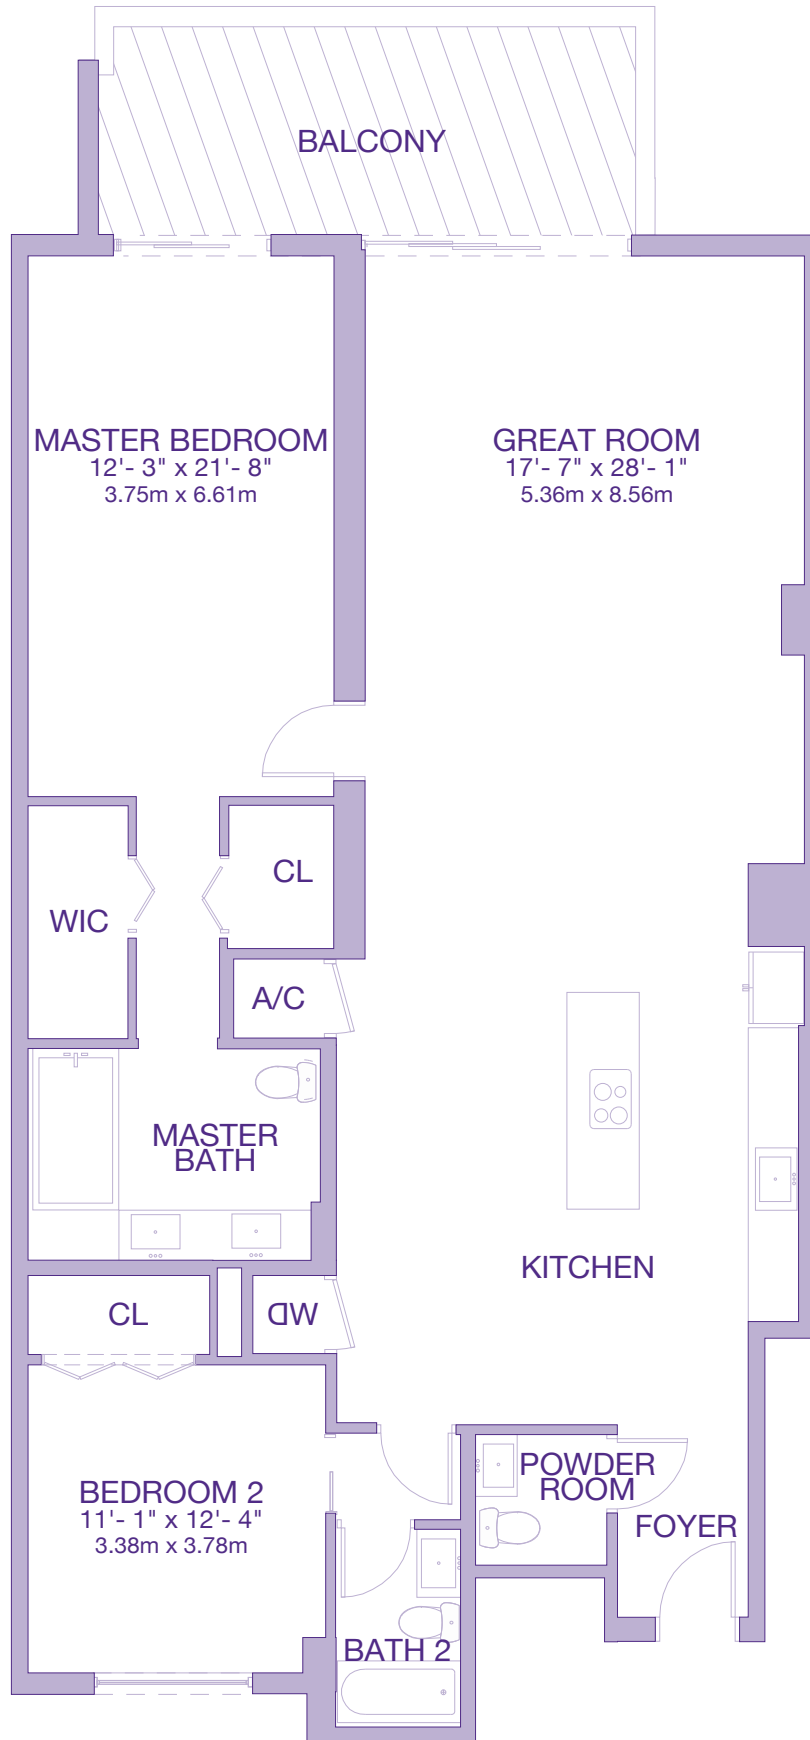 BALCONY
MASTER BEDROOM
12'- 3" x 21'- 8"
3.75m x 6.61m
GREAT ROOM
17'- 7" x 28'- 1"
5.36m x 8.56m
CL
WIC
A/C
MASTER
BATH
KITCHEN
CL
WD
POWDER
ROOM
BEDROOM 2
11'- 1" x 12'- 4"
3.38m x 3.78m
FOYER
BATH 2